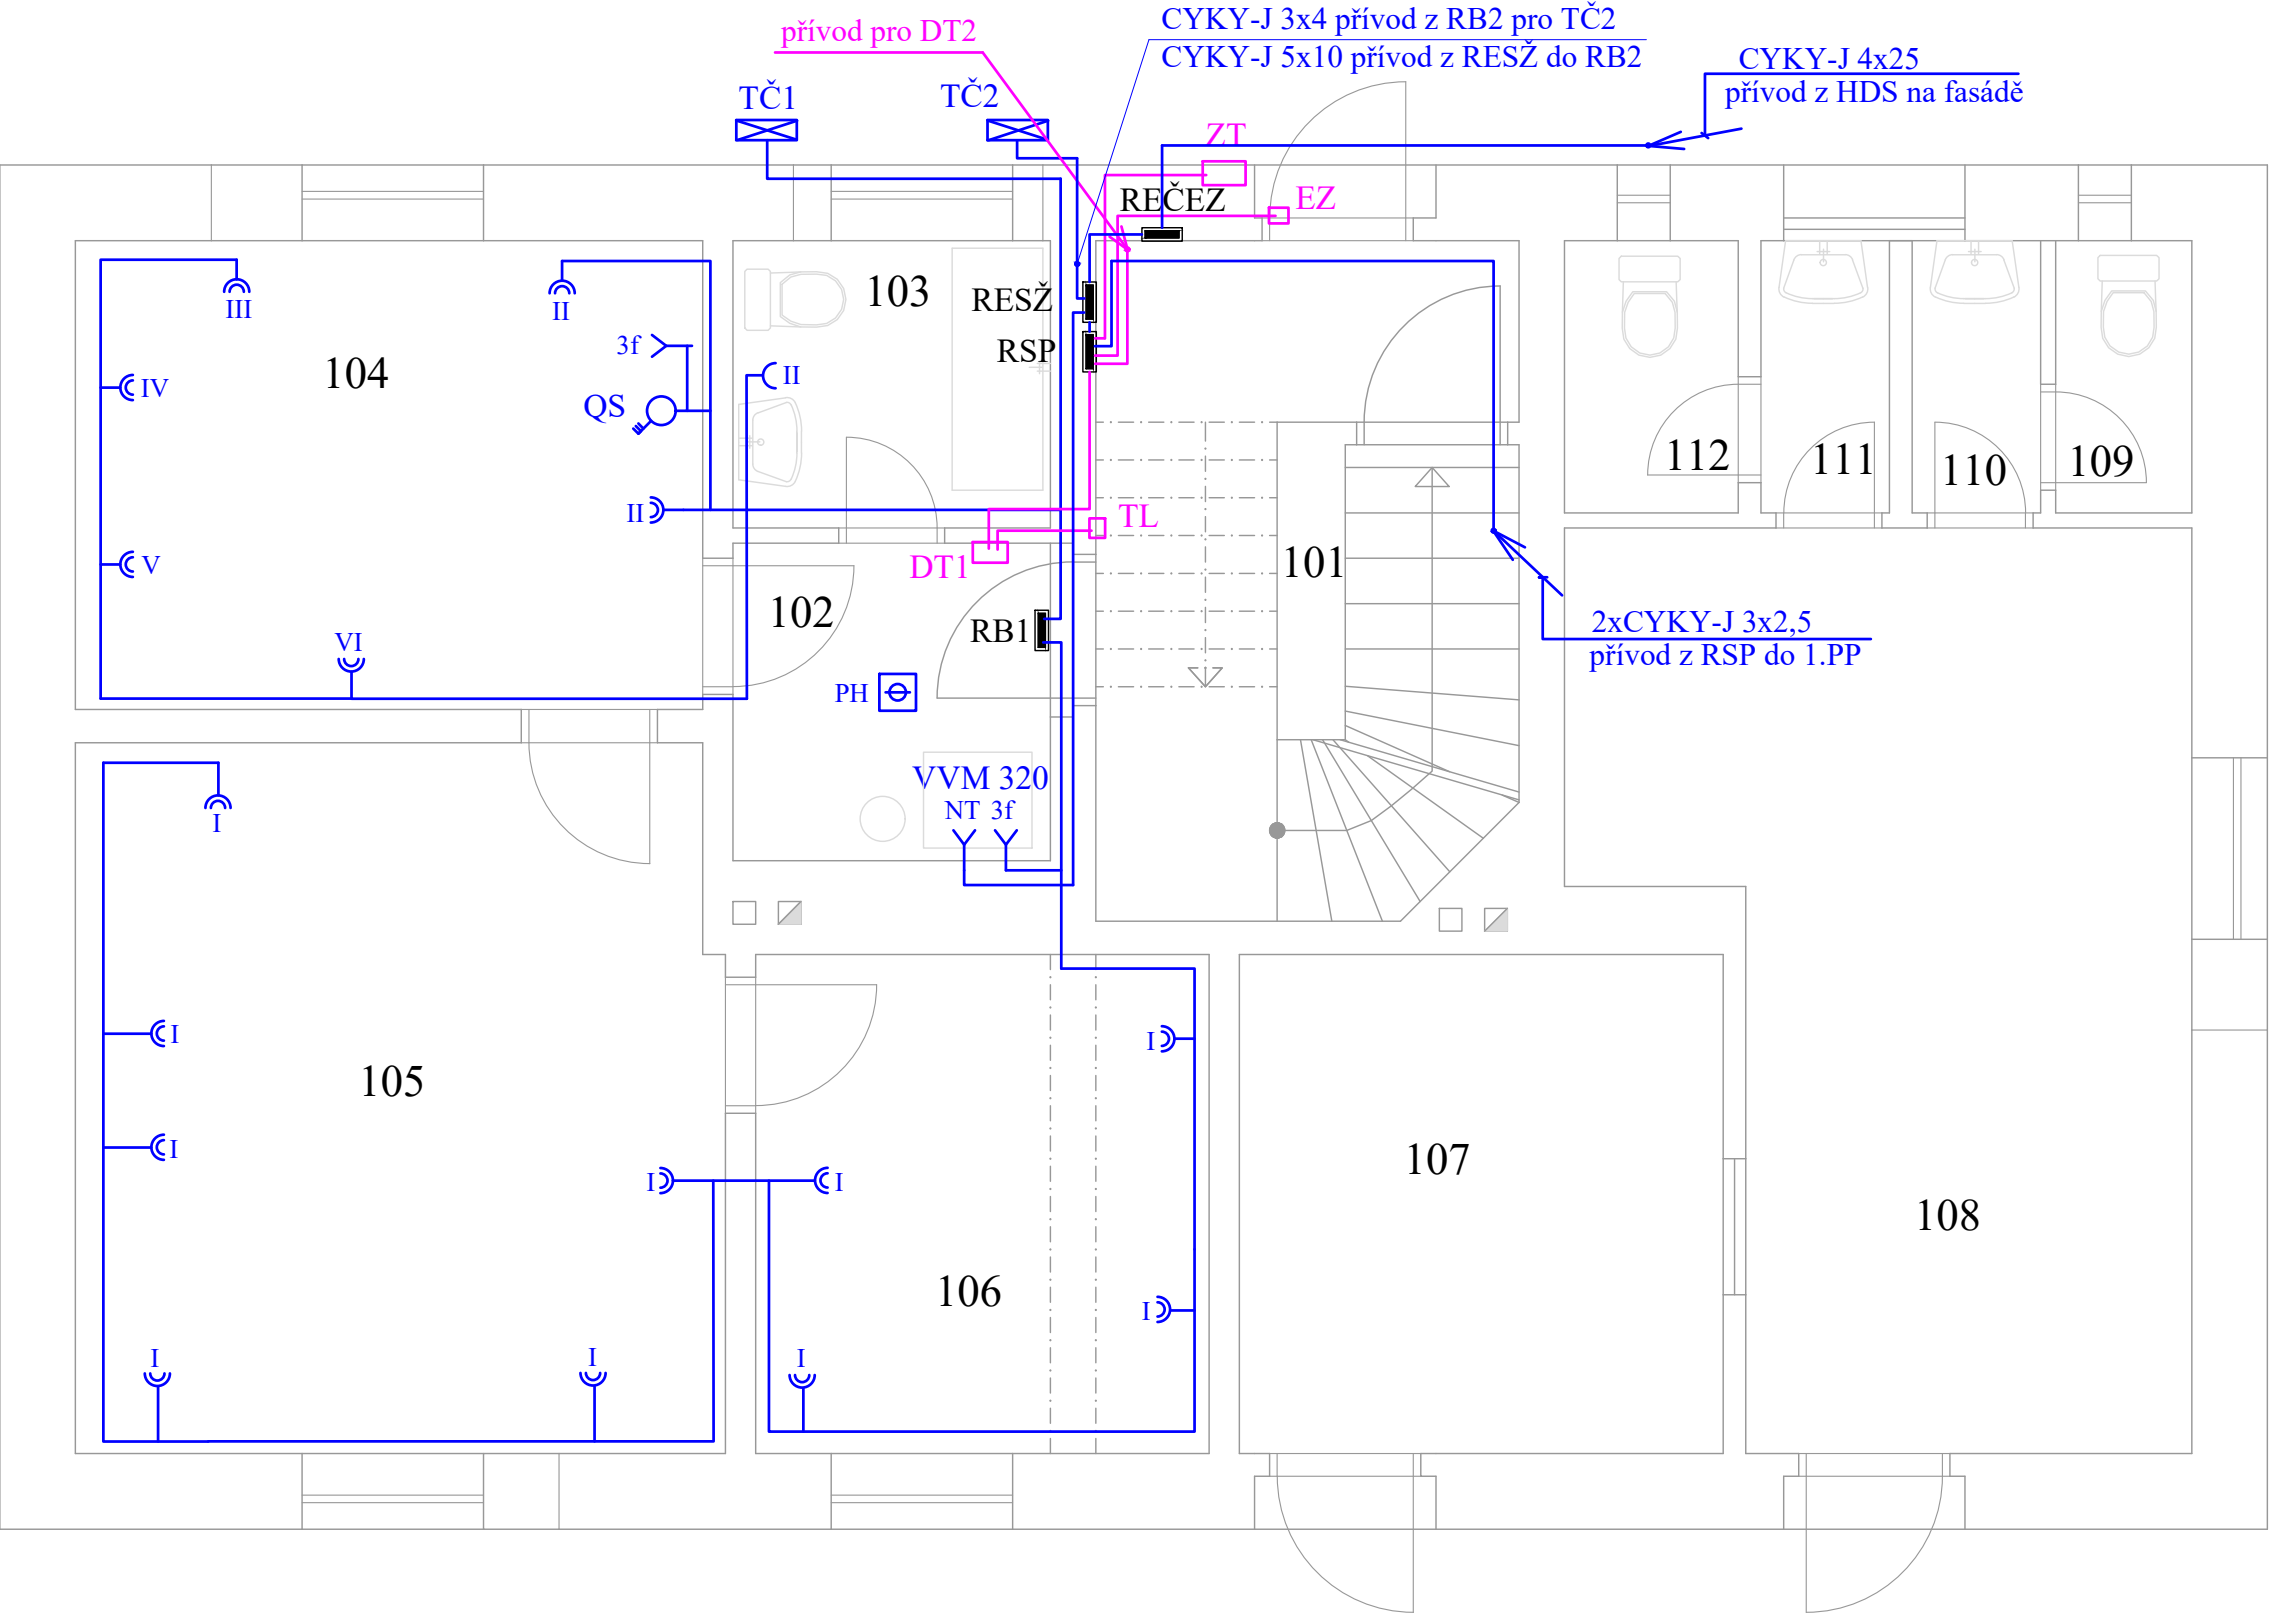 CYKY-J 3x4 přívod z RB2 pro TČ2
přívod pro DT2
CYKY-J 5x10 přívod z RESŽ do RB2
CYKY-J 4x25
přívod z HDS na fasádě
TČ1
TČ2
ZT
REČEZ
EZ
103
RESŽ
III
II
3f
RSP
104
IV
II
QS
112
111
110
109
II
TL
DT1
101
V
102
RB1
2xCYKY-J 3x2,5
přívod z RSP do 1.PP
VI
PH
VVM 320
NT
3f
I
I
I
105
I
107
I
I
108
106
I
I
I
I